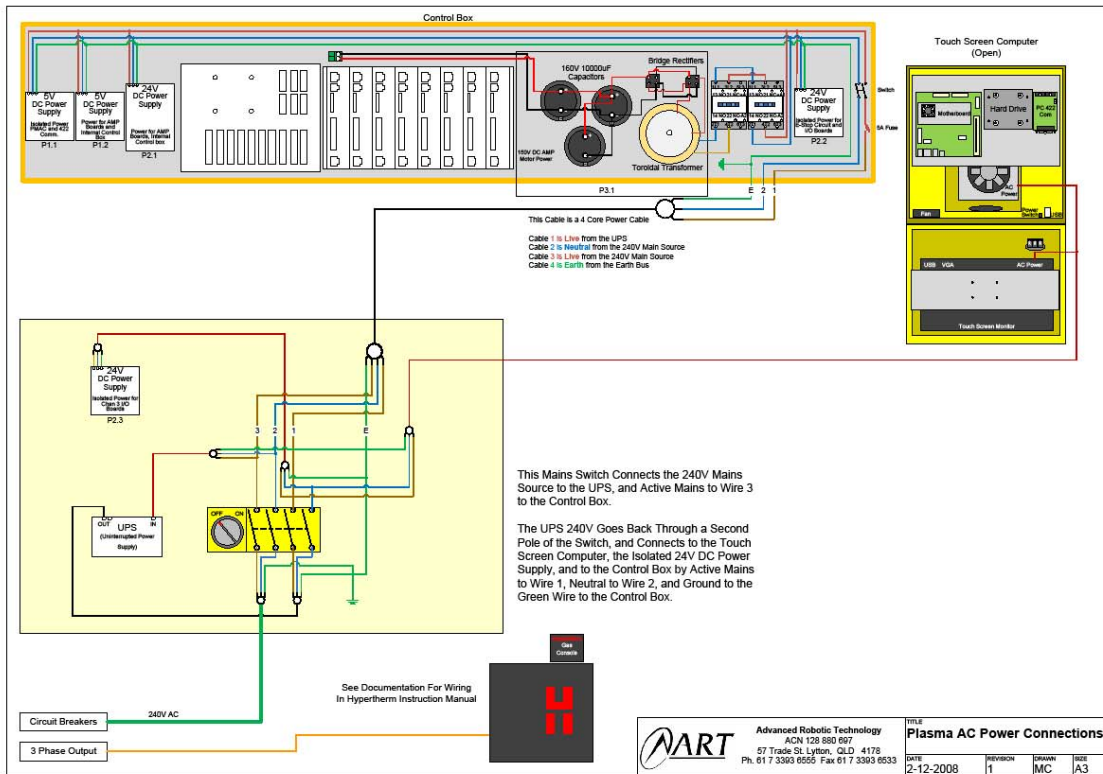 Control Box
5V
DC Power
Supply
Isolated Power
PMAC and 422
Comm.
P1.1
5V
DC Power
Supply
Power for AMP
Boards and
Internal Control
Box
P1.2
24V
DC Power
Supply
Power for AMP
Boards, Internal
Control box
P2.1
160V 10000uF
Capacitors
Bridge Rectifiers
150V DC AMP
Motor Power
Toroidal Transformer
P3.1
24V
DC Power
Supply
Isolated Power for
E-Stop Circuit and
I/O Boards
P2.2
Switch
5A Fuse
E 2 1
Touch Screen Computer
(Open)
Motherboard
Hard Drive
PC 422
Com
AC
Power
Fan
Power
Switch
USB
USB VGA
AC Power
Touch Screen Monitor
This Cable is a 4 Core Power Cable
Cable 1 is Live from the UPS
Cable 2 is Neutral from the 240V Main Source
Cable 3 is Live from the 240V Main Source
Cable 4 is Earth from the Earth Bus
24V
DC Power
Supply
Isolated Power for
Chan 3 I/O
Boards
P2.3
3 2 1 E
OUT IN
UPS
(Uninterrupted Power
Supply)
OFF ON
This Mains Switch Connects the 240V Mains
Source to the UPS, and Active Mains to Wire 3
to the Control Box.
The UPS 240V Goes Back Through a Second
Pole of the Switch, and Connects to the Touch
Screen Computer, the Isolated 24V DC Power
Supply, and to the Control Box by Active Mains
to Wire 1, Neutral to Wire 2, and Ground to the
Green Wire to the Control Box.
Gas
Console
See Documentation For Wiring
In Hypertherm Instruction Manual
Circuit Breakers
240V AC
3 Phase Output
ART
Advanced Robotic Technology
ACN 128 880 697
57 Trade St. Lytton, QLD 4178
Ph. 61 7 3393 6555 Fax 61 7 3393 6533
TITLE
Plasma AC Power Connections
DATE
2-12-2008
REVISION
1
DRAWN
MC
SIZE
A3